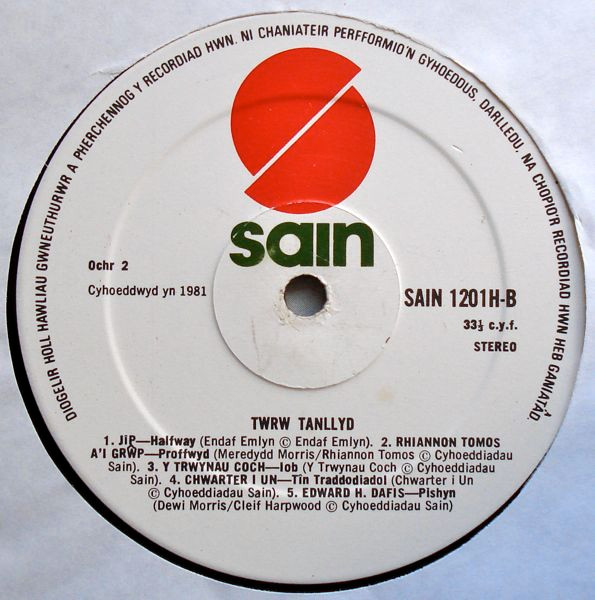 DIOGELIR HOLL HAWLIAU GWNEUTHURWR A PHERCHENNOG Y RECORDIAD HWN. NI CHANIATEIR PERFFORMIO'N GYHOEDDUS, DARLLEDU, NA CHOPIO'R RECORDIAD HWN HEB GANIATÂD.
sain
Ochr 2
Cyhoeddwyd yn 1981
SAIN 1201H-B
33⅓ c.y.f.
STEREO
TWRW TANLLYD
1. JiP—Halfway (Endaf Emlyn © Endaf Emlyn). 2. RHIANNON TOMOS
A'I GRŴP—Proffwyd (Meredydd Morris/Rhiannon Tomos © Cyhoeddiadau
Sain). 3. Y TRWYNAU COCH—Iob (Y Trwynau Coch © Cyhoeddiadau
Sain). 4. CHWARTER I UN—Tin Traddodiadol (Chwarter i Un
© Cyhoeddiadau Sain). 5. EDWARD H. DAFIS—Pishyn
(Dewi Morris/Cleif Harpwood © Cyhoeddiadau Sain)